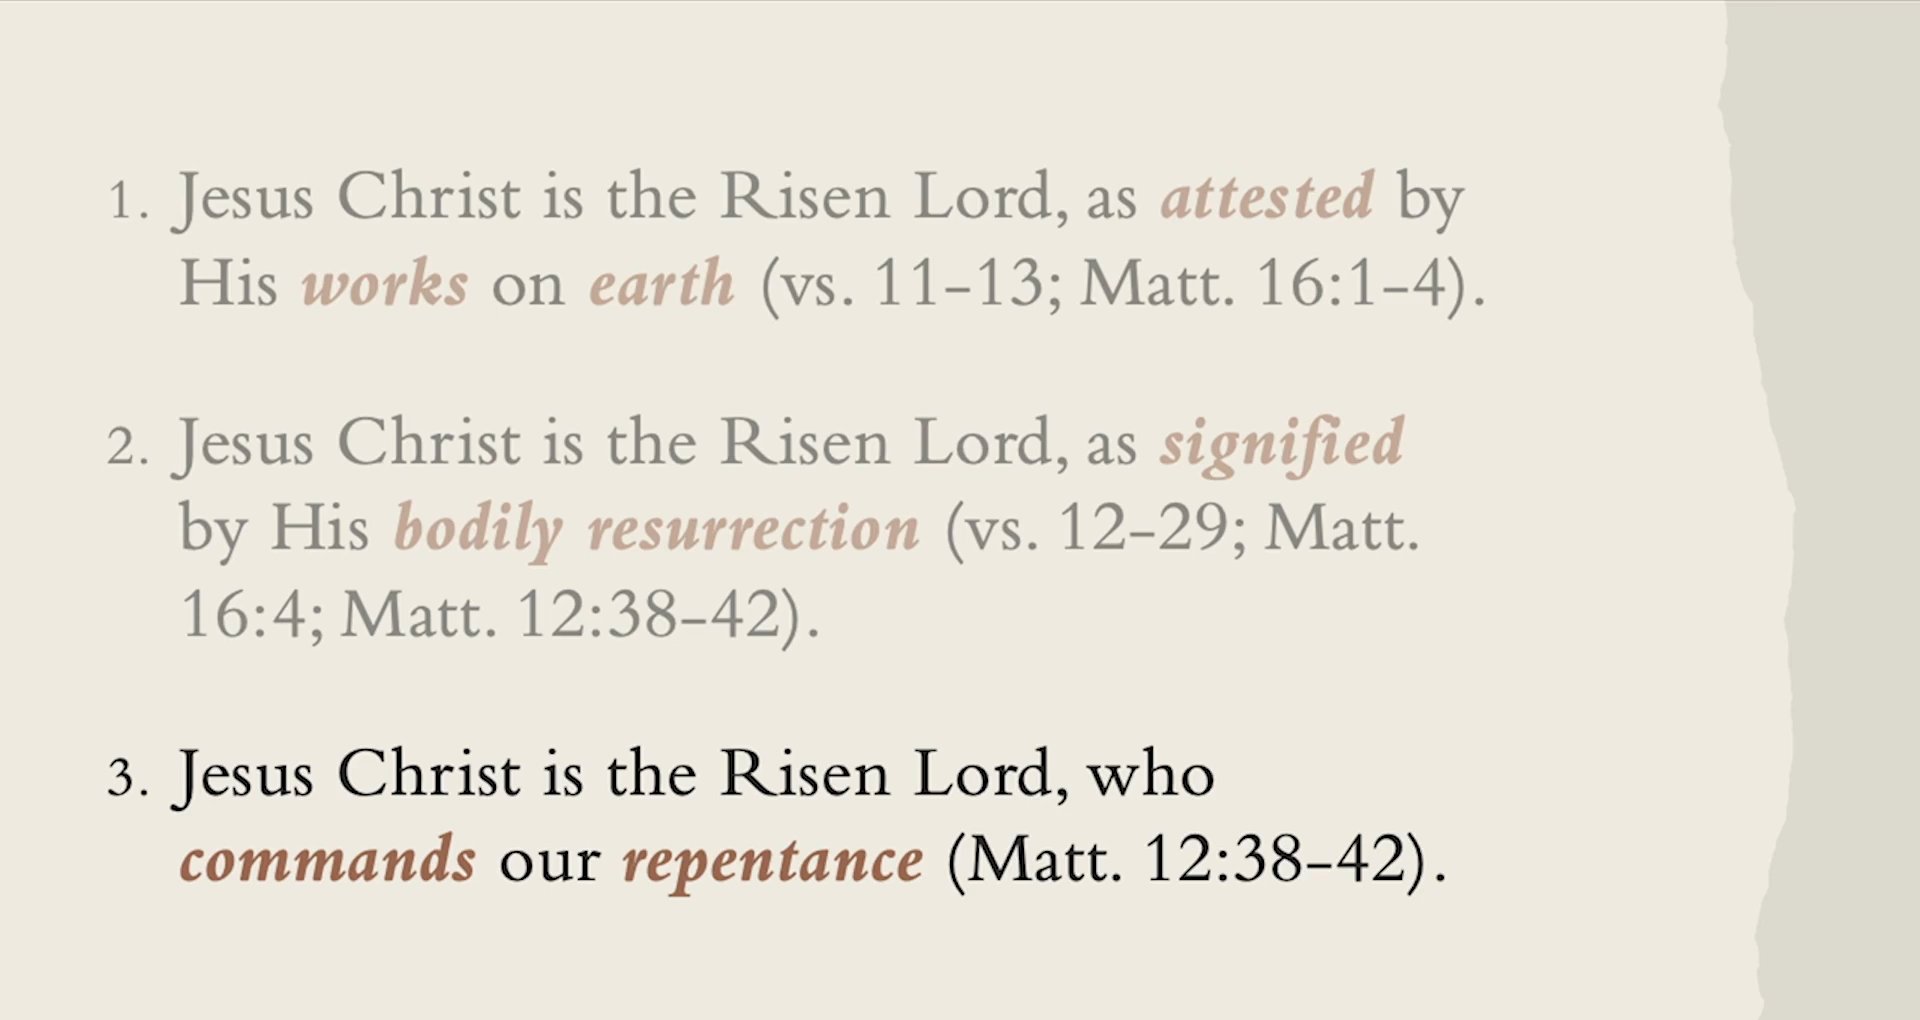 1. Jesus Christ is the Risen Lord, as attested by
His works on earth (vs. 11–13; Matt. 16:1–4).
2. Jesus Christ is the Risen Lord, as signified
by His bodily resurrection (vs. 12–29; Matt.
16:4; Matt. 12:38–42).
3. Jesus Christ is the Risen Lord, who
commands our repentance (Matt. 12:38–42).